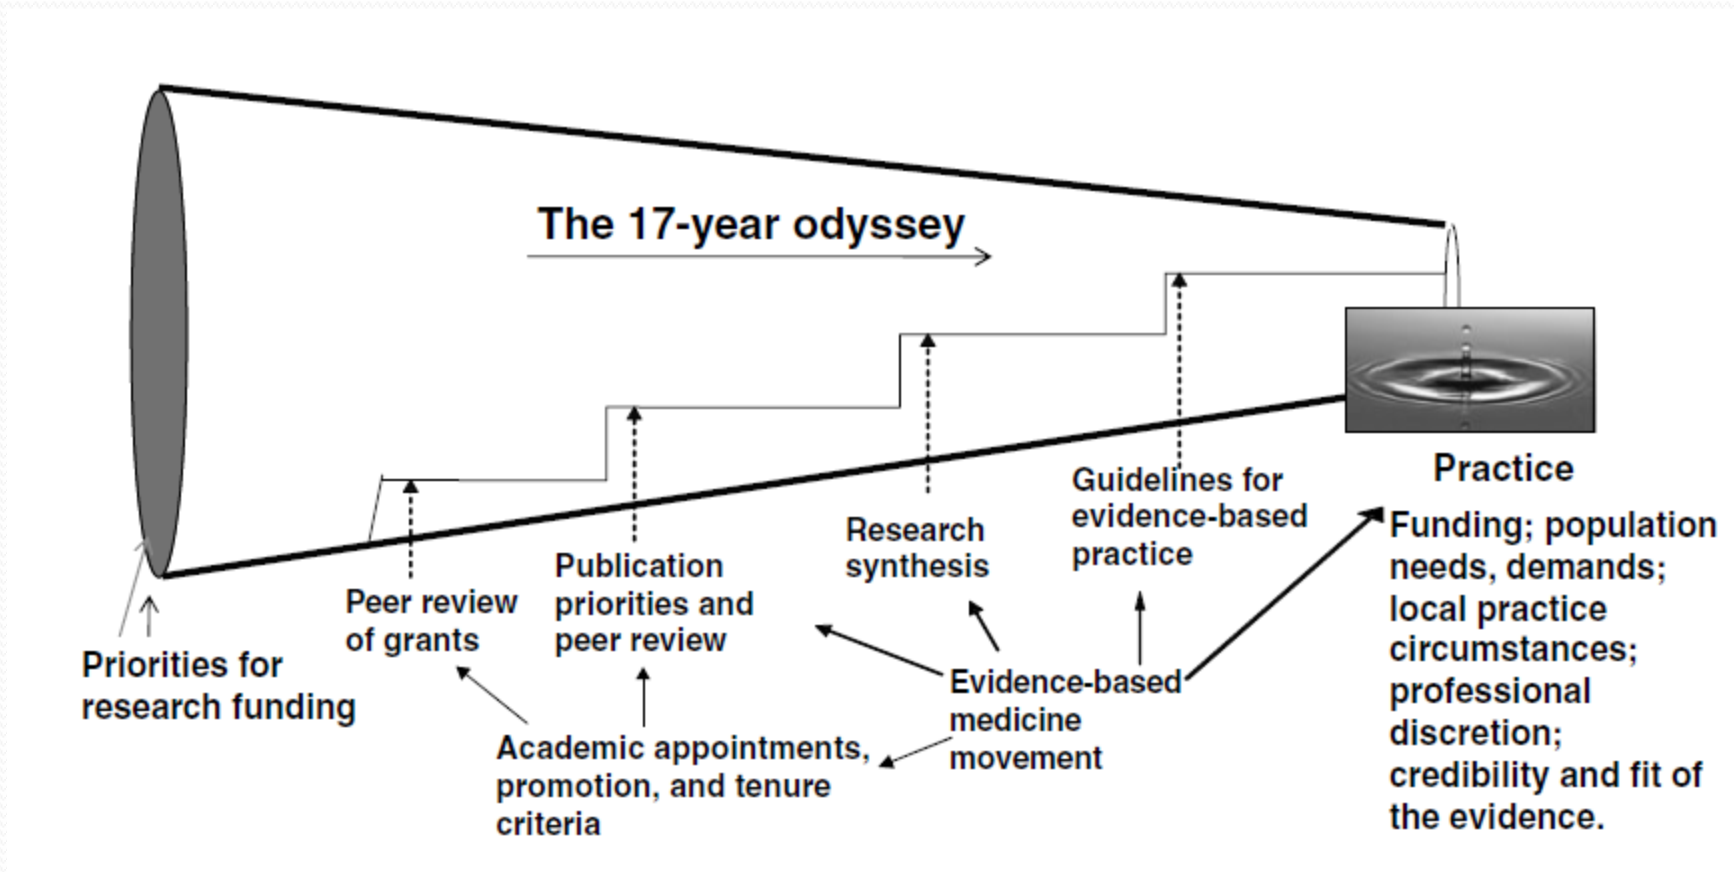 The 17-year odyssey
Priorities for
research funding
Peer review
of grants
Publication
priorities and
peer review
Research
synthesis
Guidelines for
evidence-based
practice
Practice
Funding; population
needs, demands;
local practice
circumstances;
professional
discretion;
credibility and fit of
the evidence.
Academic appointments,
promotion, and tenure
criteria
Evidence-based
medicine
movement